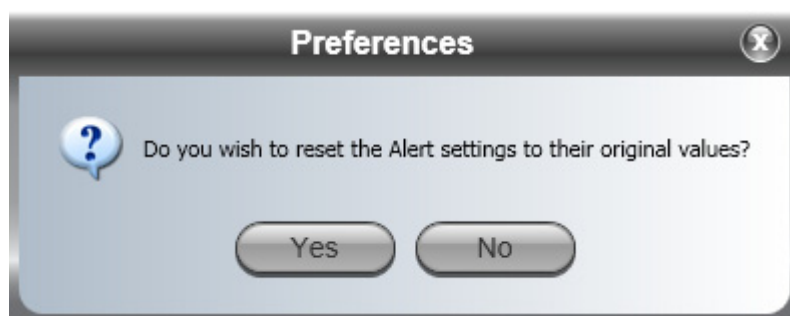 Preferences
Do you wish to reset the Alert settings to their original values?
Yes No